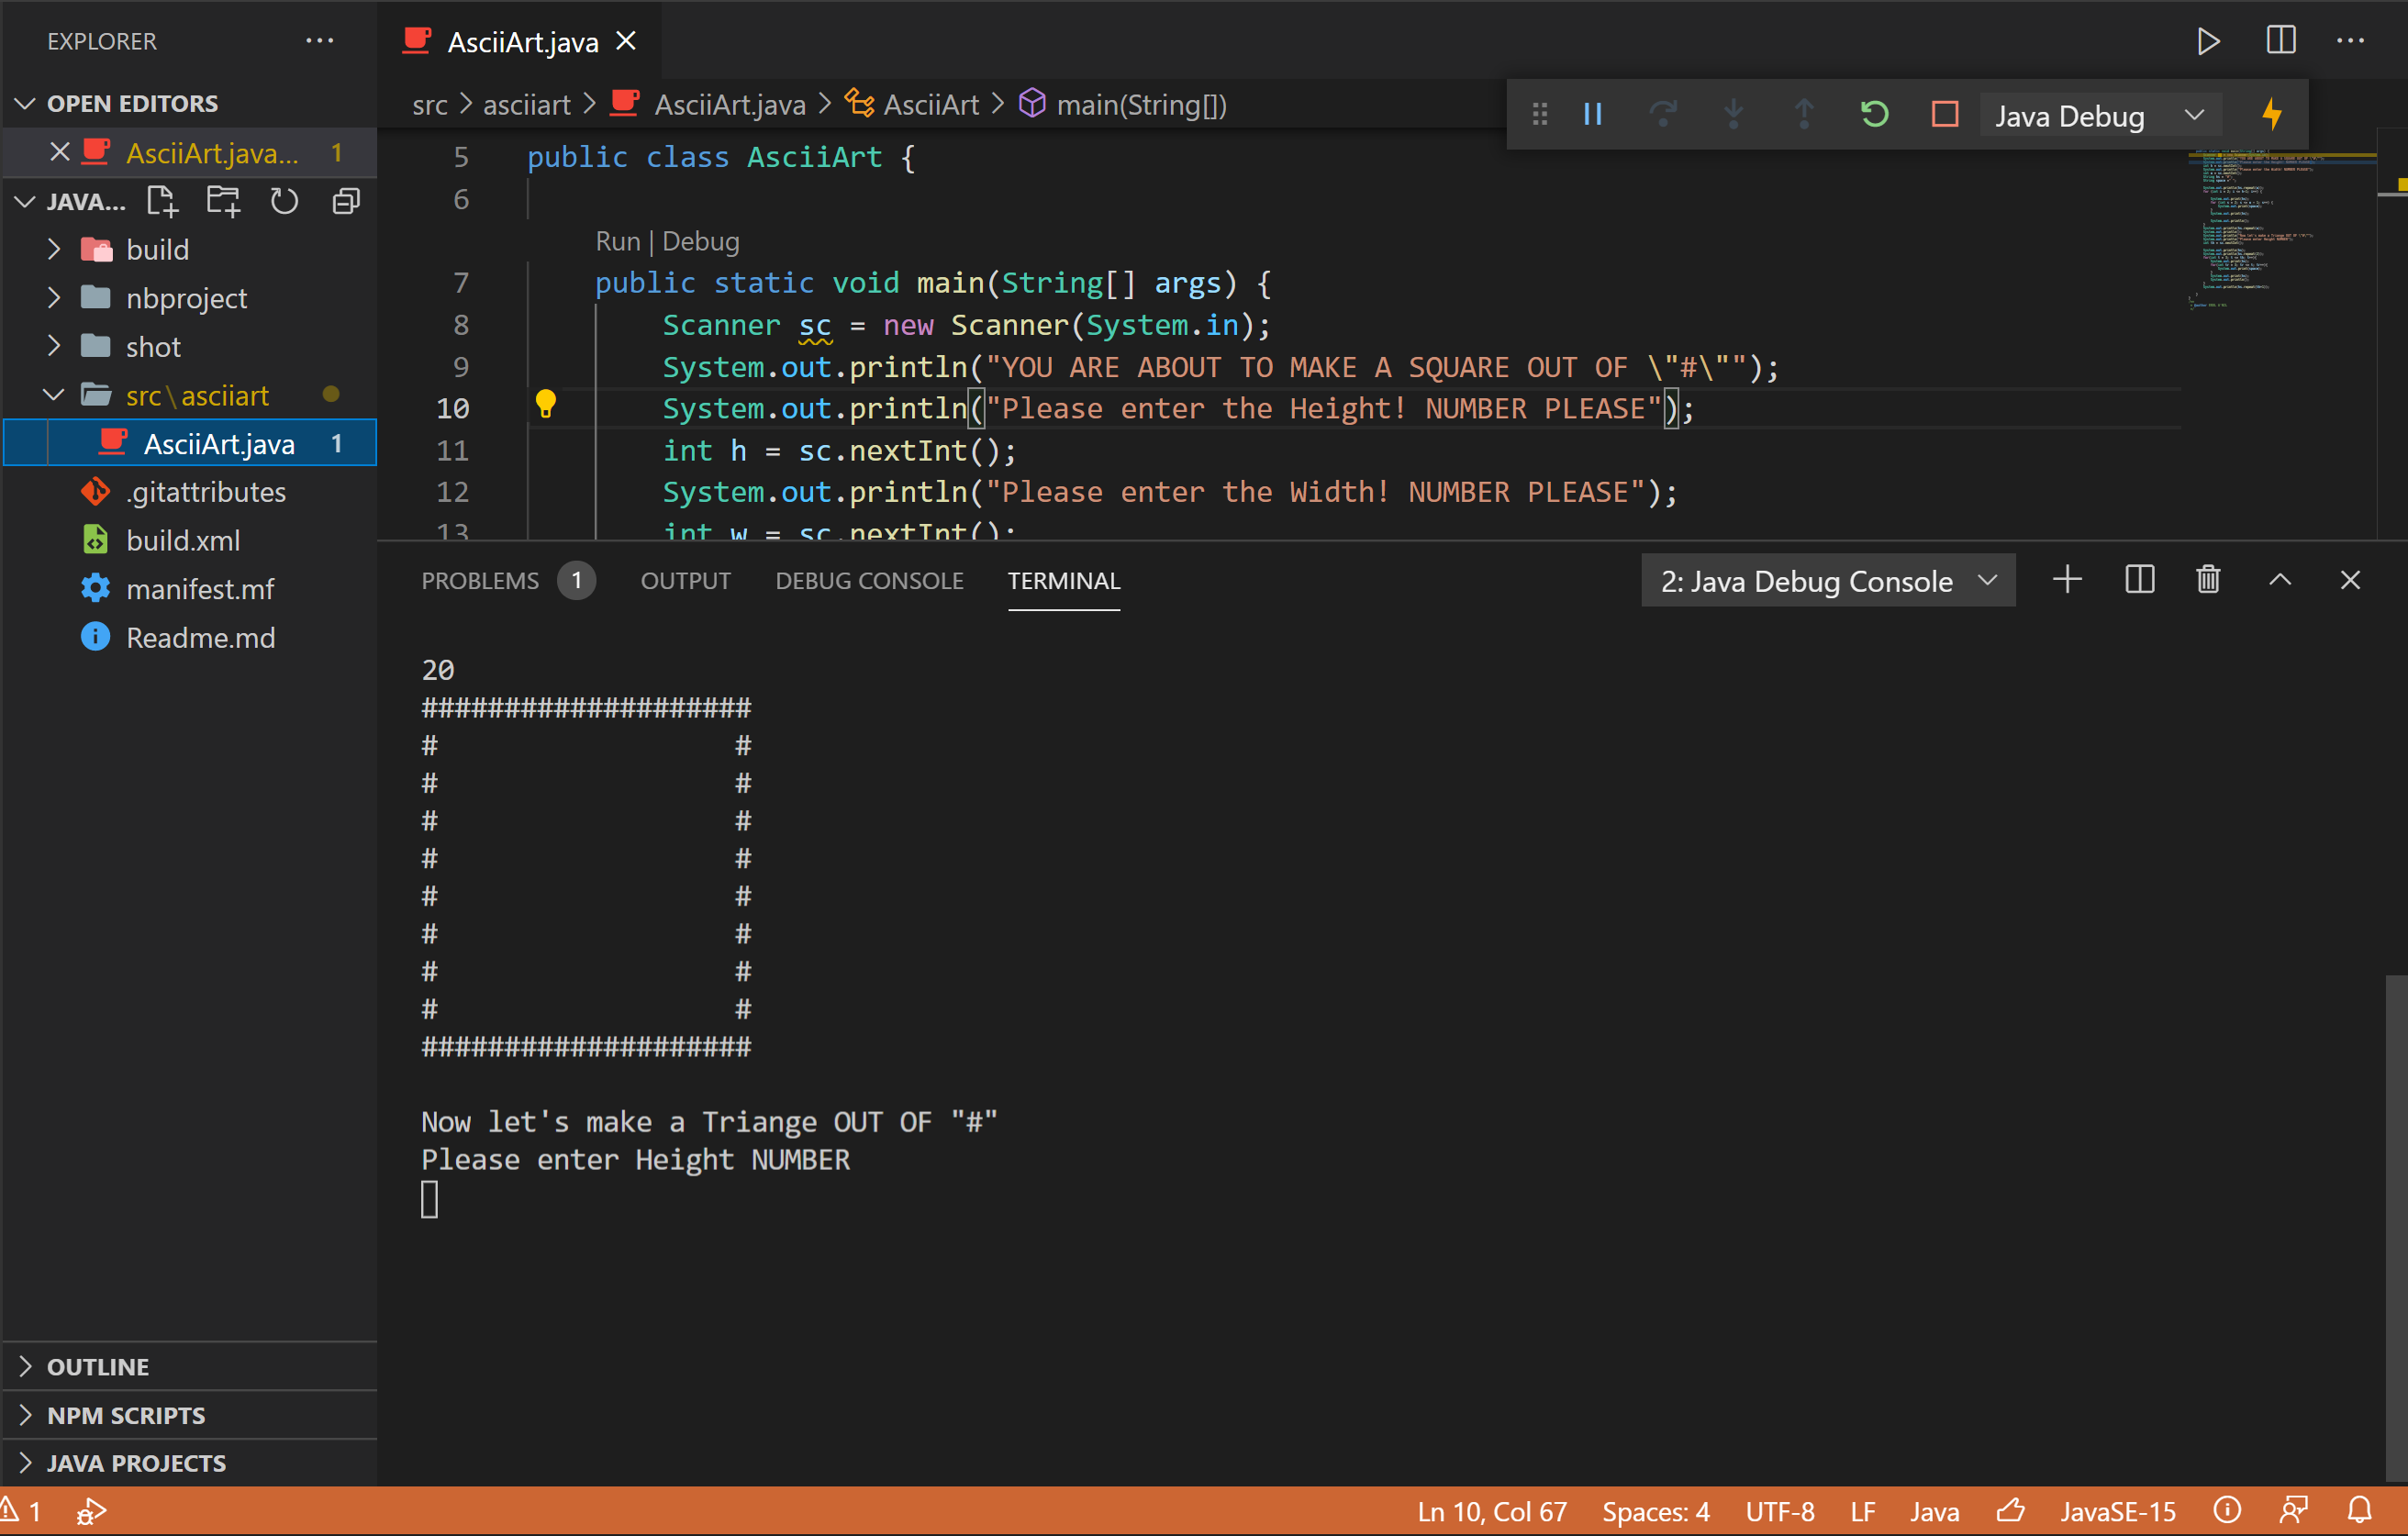 EXPLORER
OPEN EDITORS
AsciiArt.java... 1
JAVA...
build
nbproject
shot
src\asciiart
AsciiArt.java 1
.gitattributes
build.xml
manifest.mf
Readme.md
OUTLINE
NPM SCRIPTS
JAVA PROJECTS
AsciiArt.java
src > asciiart > AsciiArt.java > AsciiArt > main(String[])
Java Debug
5 public class AsciiArt {
6
Run | Debug
7 public static void main(String[] args) {
8 Scanner sc = new Scanner(System.in);
9 System.out.println("YOU ARE ABOUT TO MAKE A SQUARE OUT OF \"#\"");
10 System.out.println("Please enter the Height! NUMBER PLEASE");
11 int h = sc.nextInt();
12 System.out.println("Please enter the Width! NUMBER PLEASE");
13 int w = sc.nextInt();
PROBLEMS 1 OUTPUT DEBUG CONSOLE TERMINAL
2: Java Debug Console
20
####################
#                  #
#                  #
#                  #
#                  #
#                  #
#                  #
#                  #
#                  #
####################
Now let's make a Triange OUT OF "#"
Please enter Height NUMBER
1
Ln 10, Col 67 Spaces: 4 UTF-8 LF Java JavaSE-15